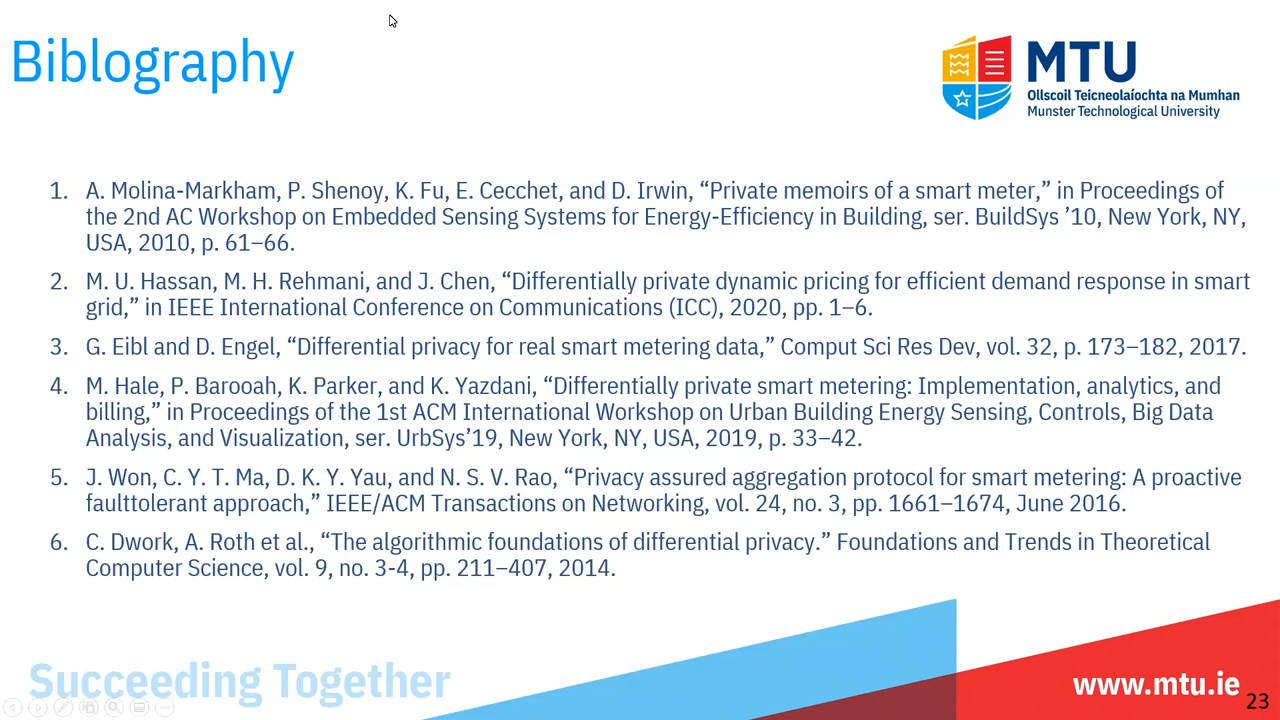 Biblography
MTU
Ollscoil Teicneolaíochta na Mumhan
Munster Technological University
1. A. Molina-Markham, P. Shenoy, K. Fu, E. Cecchet, and D. Irwin, “Private memoirs of a smart meter,” in Proceedings of
the 2nd AC Workshop on Embedded Sensing Systems for Energy-Efficiency in Building, ser. BuildSys ’10, New York, NY,
USA, 2010, p. 61–66.
2. M. U. Hassan, M. H. Rehmani, and J. Chen, “Differentially private dynamic pricing for efficient demand response in smart
grid,” in IEEE International Conference on Communications (ICC), 2020, pp. 1–6.
3. G. Eibl and D. Engel, “Differential privacy for real smart metering data,” Comput Sci Res Dev, vol. 32, p. 173–182, 2017.
4. M. Hale, P. Barooah, K. Parker, and K. Yazdani, “Differentially private smart metering: Implementation, analytics, and
billing,” in Proceedings of the 1st ACM International Workshop on Urban Building Energy Sensing, Controls, Big Data
Analysis, and Visualization, ser. UrbSys’19, New York, NY, USA, 2019, p. 33–42.
5. J. Won, C. Y. T. Ma, D. K. Y. Yau, and N. S. V. Rao, “Privacy assured aggregation protocol for smart metering: A proactive
faulttolerant approach,” IEEE/ACM Transactions on Networking, vol. 24, no. 3, pp. 1661–1674, June 2016.
6. C. Dwork, A. Roth et al., “The algorithmic foundations of differential privacy.” Foundations and Trends in Theoretical
Computer Science, vol. 9, no. 3-4, pp. 211–407, 2014.
Succeeding Together
www.mtu.ie
23